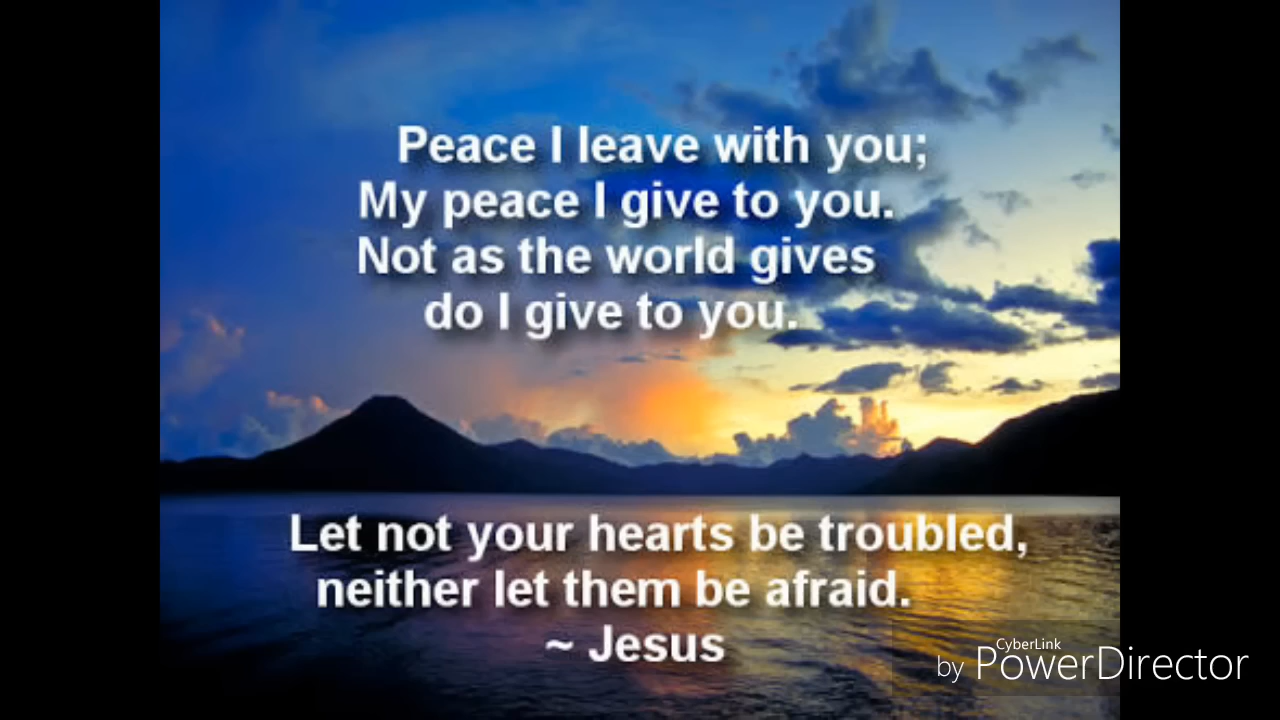 Peace I leave with you;
My peace I give to you.
Not as the world gives
do I give to you.
Let not your hearts be troubled,
neither let them be afraid.
~ Jesus
CyberLink
by PowerDirector